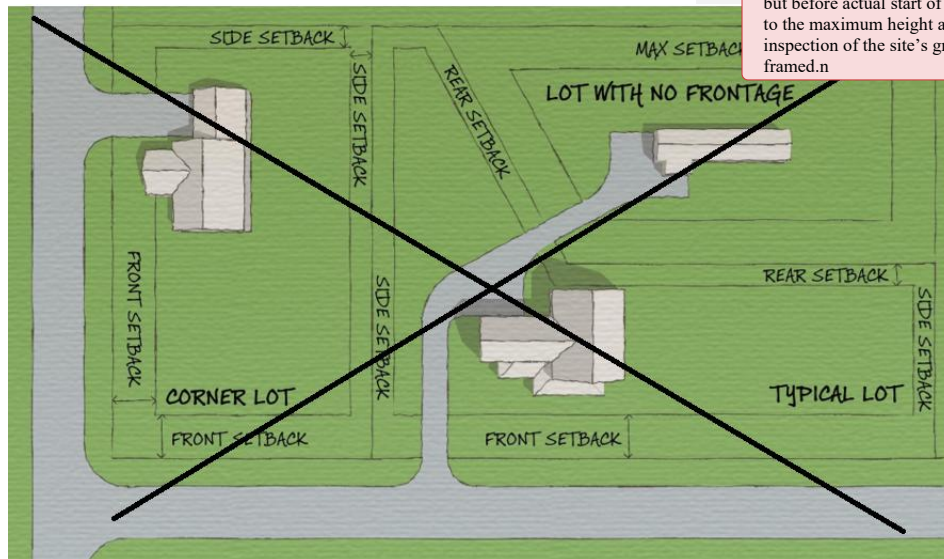 but before actual start of
to the maximum height a
inspection of the site's gr
framed.n
SIDE SETBACK
MAX SETBACK
SIDE SETBACK
REAR SETBACK
LOT WITH NO FRONTAGE
FRONT SETBACK
SIDE SETBACK
REAR SETBACK
SIDE SETBACK
CORNER LOT
TYPICAL LOT
FRONT SETBACK
FRONT SETBACK